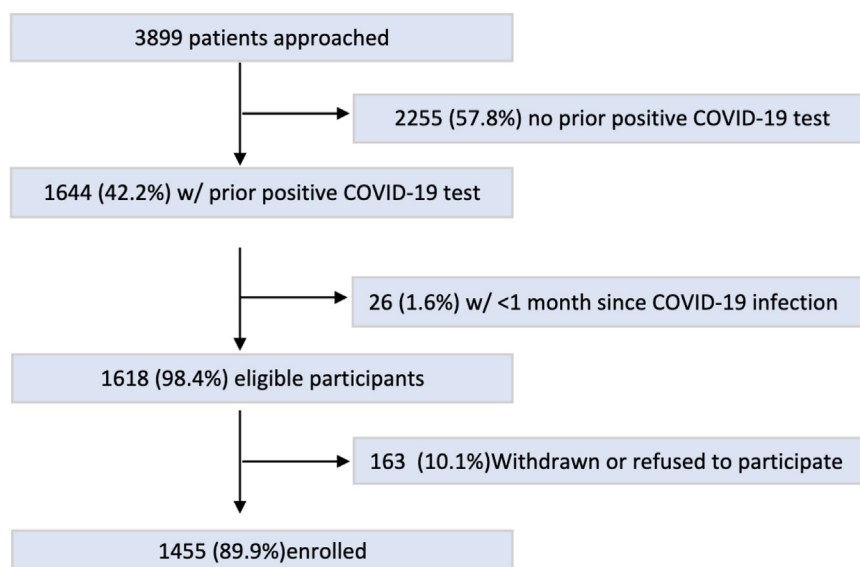 3899 patients approached
2255 (57.8%) no prior positive COVID-19 test
1644 (42.2%) w/ prior positive COVID-19 test
26 (1.6%) w/ <1 month since COVID-19 infection
1618 (98.4%) eligible participants
163 (10.1%)Withdrawn or refused to participate
1455 (89.9%)enrolled